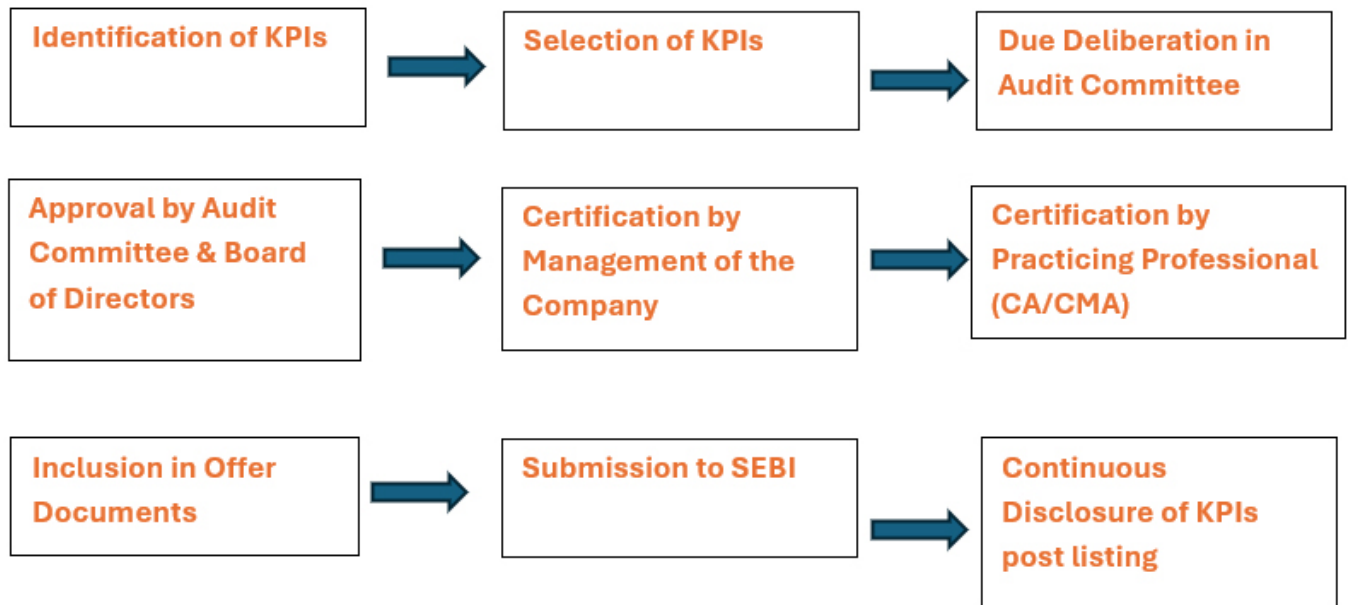 Identification of KPIs
Selection of KPIs
Due Deliberation in
Audit Committee
Approval by Audit
Committee & Board
of Directors
Certification by
Management of the
Company
Certification by
Practicing Professional
(CA/CMA)
Inclusion in Offer
Documents
Submission to SEBI
Continuous
Disclosure of KPIs
post listing